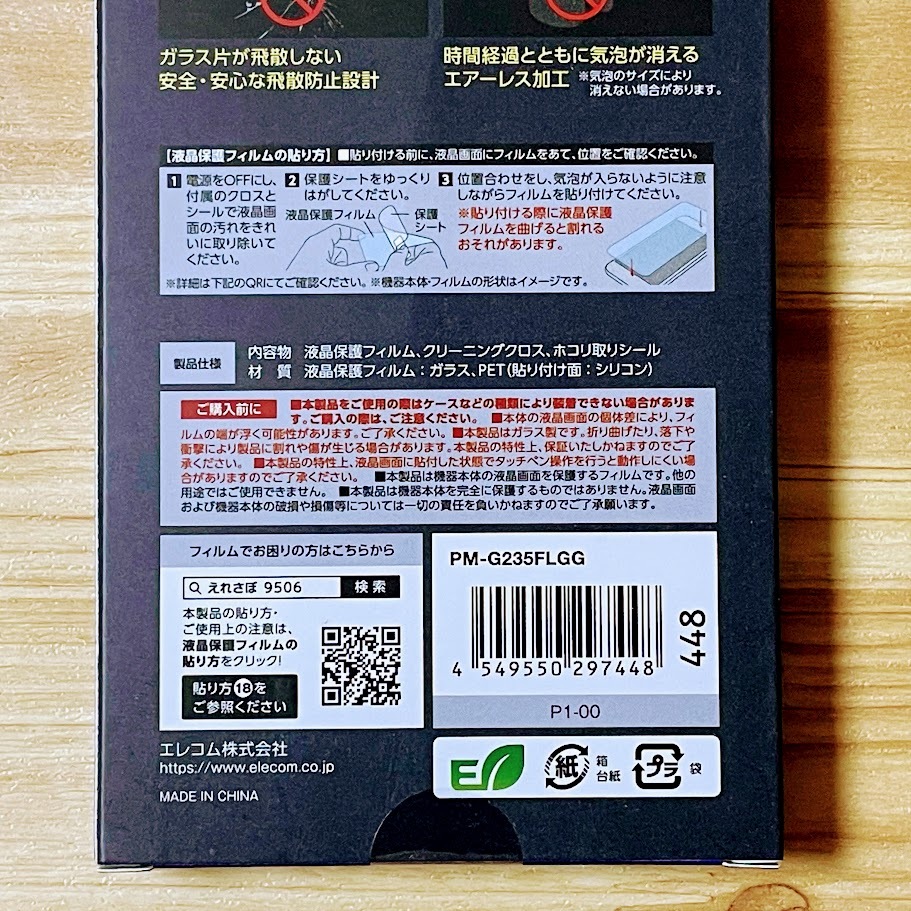 ガラス片が飛散しない
安全・安心な飛散防止設計
時間経過とともに気泡が消える
エアーレス加工 ※気泡のサイズにより
消えない場合があります。
【液晶保護フィルムの貼り方】 ■貼り付ける前に、液晶画面にフィルムをあて、位置をご確認ください。
1 電源をOFFにし、
付属のクロスと
シールで液晶画
面の汚れをきれ
いに取り除いて
ください。
2 保護シートをゆっくり
はがしてください。
液晶保護フィルム
保護
シート
3 位置合わせをし、気泡が入らないように注意
しながらフィルムを貼り付けてください。
※貼り付ける際に液晶保護
フィルムを曲げると割れる
おそれがあります。
※詳細は下記のQRにてご確認ください。 ※機器本体・フィルムの形状はイメージです。
製品仕様
内容物 液晶保護フィルム、クリーニングクロス、ホコリ取りシール
材 質 液晶保護フィルム：ガラス、PET（貼り付け面：シリコン）
ご購入前に ■本製品をご使用の際はケースなどの種類により装着できない場合がありま
す。ご購入の際は、ご注意ください。 ■本体の液晶画面の個体差により、フィ
ルムの端が浮く可能性があります。ご了承ください。 ■本製品はガラス製です。折り曲げたり、落下や
衝撃により製品に割れや傷が生じる場合があります。本製品の特性上、保証いたしかねますのでご了
承ください。 ■本製品の特性上、液晶画面に貼付した状態でタッチペン操作を行うと動作しにくい場
合がありますのでご了承ください。 ■本製品は機器本体の液晶画面を保護するフィルムです。他の
用途ではご使用できません。 ■本製品は機器本体を完全に保護するものではありません。液晶画面
および機器本体の破損や損傷等については一切の責任を負いかねますのでご了承願います。
フィルムでお困りの方はこちらから
えれさぽ 9506 検索
本製品の貼り方・
ご使用上の注意は、
液晶保護フィルムの
貼り方をクリック!
貼り方⑱を
ご参照ください
PM-G235FLGG
4 549550 297448
448
P1-00
エレコム株式会社
https://www.elecom.co.jp
MADE IN CHINA
E
紙
箱
台紙
プラ
袋